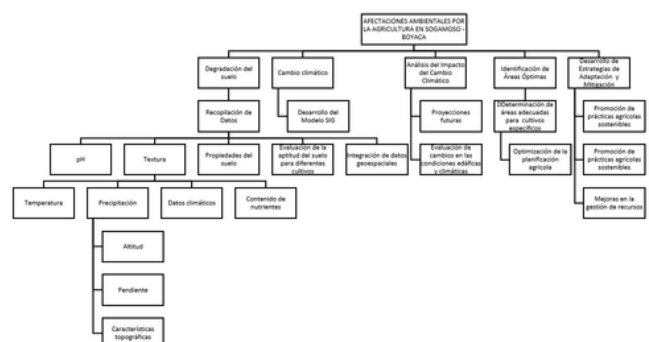 AFECTACIONES AMBIENTALES POR
LA AGRICULTURA EN SOGAMOSO -
BOYACA
Degradación del
suelo
Cambio climático
Análisis del Impacto
del Cambio
Climático
Identificación de
Áreas Óptimas
Desarrollo de
Estrategias de
Adaptación y
Mitigación
Recopilación de
Datos
Desarrollo del
Modelo SIG
Proyecciones
futuras
DDeterminación de
áreas adecuadas
para cultivos
específicos
Promoción de
prácticas agrícolas
sostenibles
pH
Textura
Propiedades del
suelo
Evaluación de la
aptitud del suelo
para diferentes
cultivos
Integración de datos
geoespaciales
Evaluación de
cambios en las
condiciones edáficas
y climáticas
Optimización de la
planificación
agrícola
Promoción de
prácticas agrícolas
sostenibles
Temperatura
Precipitación
Datos climáticos
Contenido de
nutrientes
Mejoras en la
gestión de recursos
Altitud
Pendiente
Características
topográficas